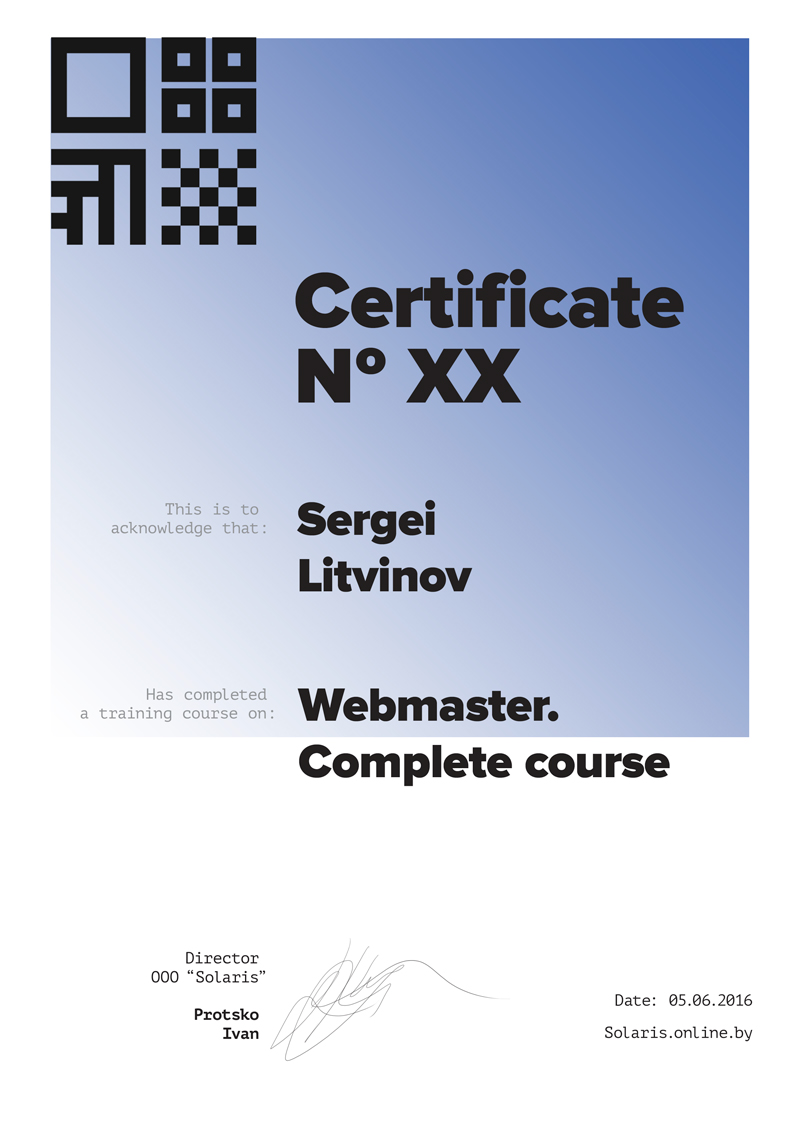 Certificate
Nº XX
This is to
acknowledge that:
Sergei
Litvinov
Has completed
a training course on:
Webmaster.
Complete course
Director
OOO “Solaris”
Protsko
Ivan
Date: 05.06.2016
Solaris.online.by